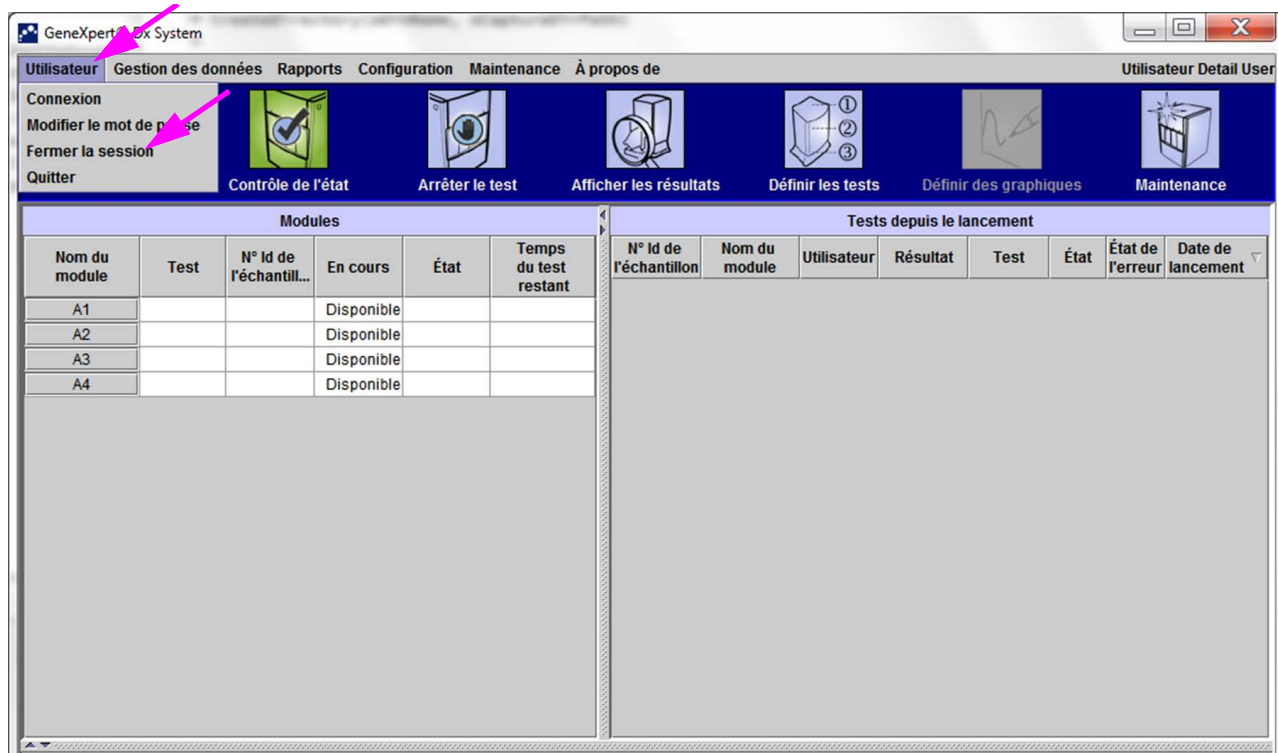 GeneXpert® Dx System
Utilisateur Gestion des données Rapports Configuration Maintenance À propos de Utilisateur Detail User
Connexion
Modifier le mot de passe
Fermer la session
Quitter
Contrôle de l'état Arrêter le test Afficher les résultats Définir les tests Définir des graphiques Maintenance
① ② ③
Modules
Tests depuis le lancement
Nom du module Test N° Id de l'échantill... En cours État Temps du test restant
N° Id de l'échantillon Nom du module Utilisateur Résultat Test État État de l'erreur Date de lancement
A1 Disponible
A2 Disponible
A3 Disponible
A4 Disponible